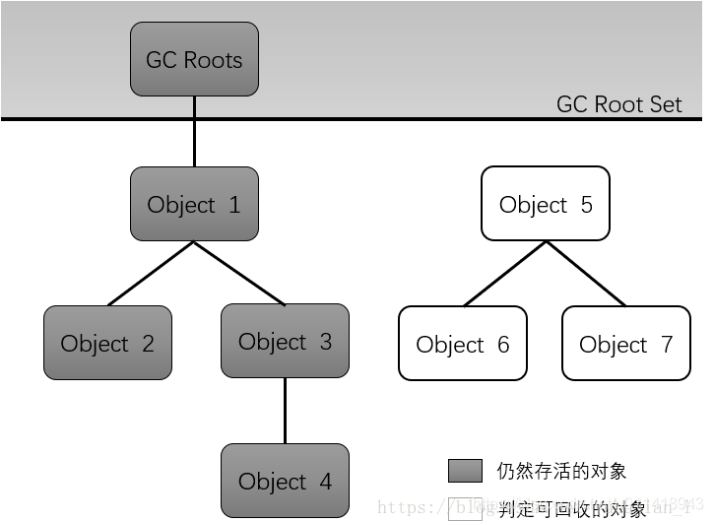 GC Roots
GC Root Set
Object 1
Object 5
Object 2
Object 3
Object 6
Object 7
Object 4
仍然存活的对象
判定可回收的对象
https://blog